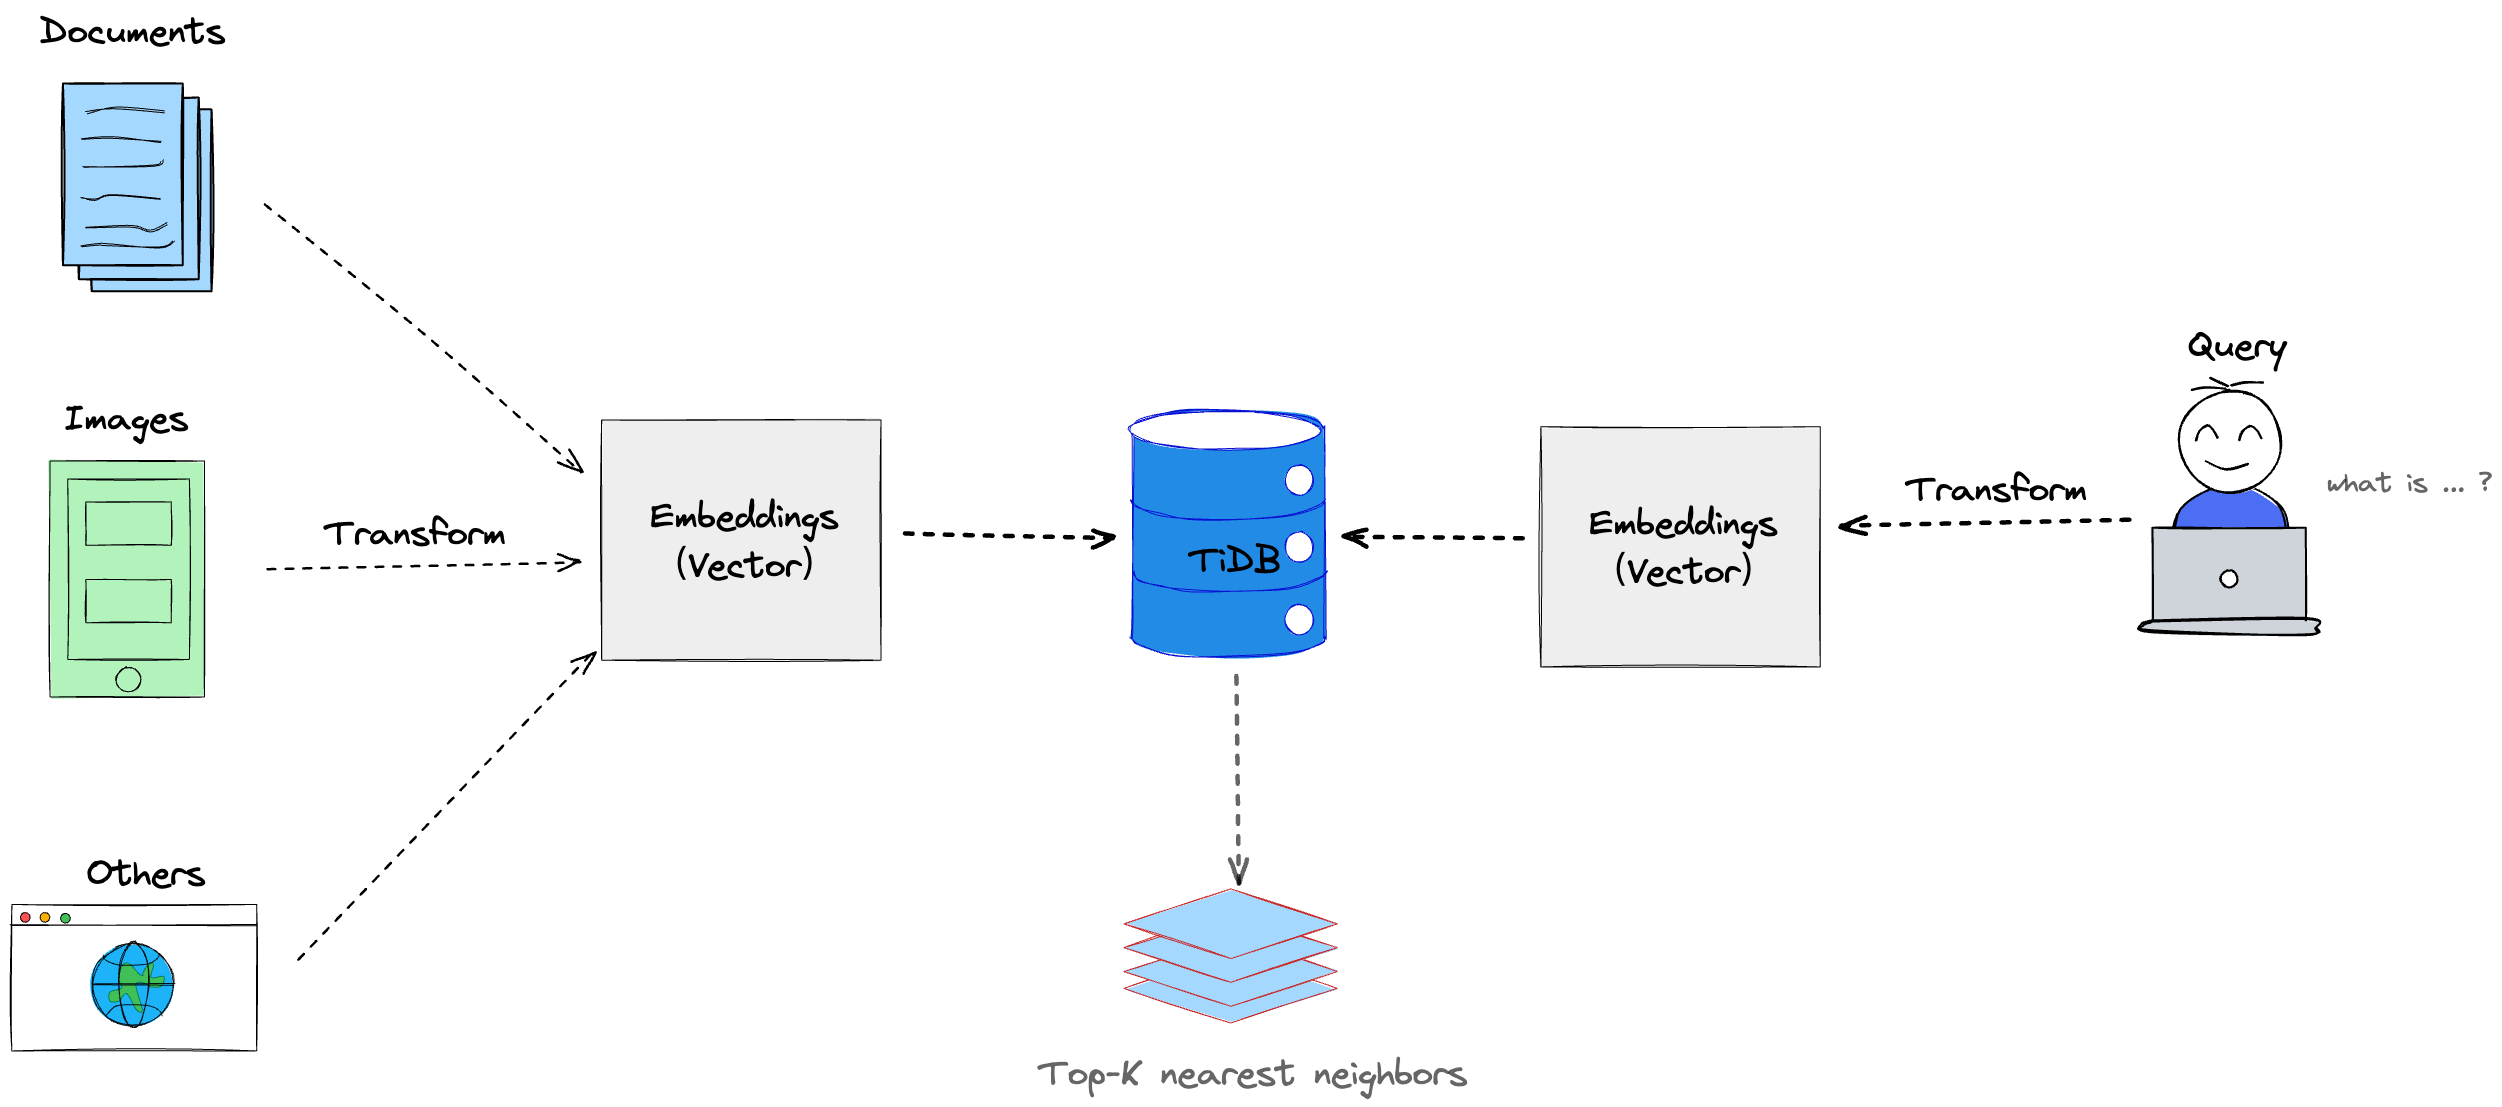 Documents
Images
Transform
Embeddings
(Vector)
Others
TiDB
Embeddings
(Vector)
Transform
Query
what is ... ?
Top-K nearest neighbors